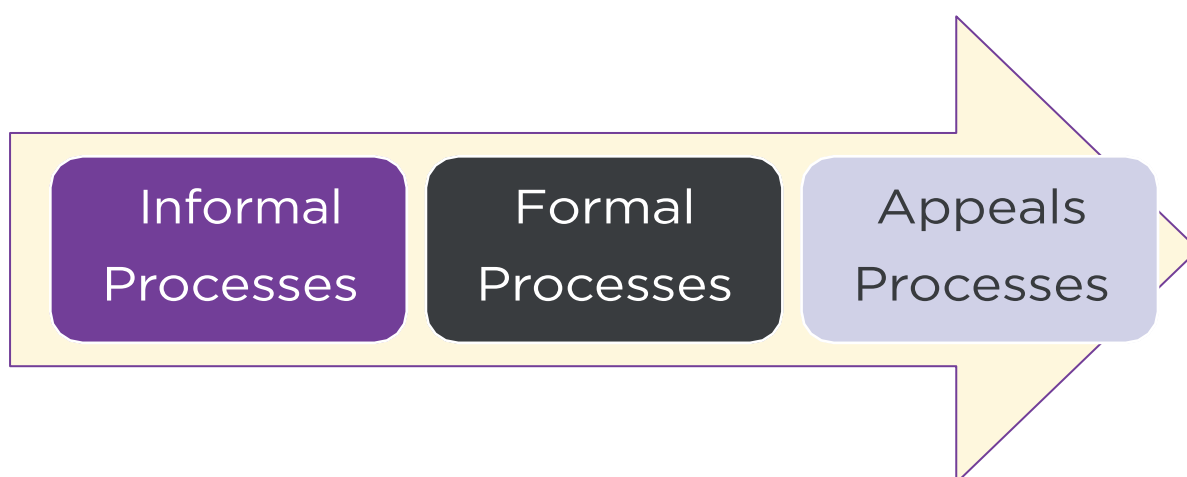 Informal
Processes
Formal
Processes
Appeals
Processes